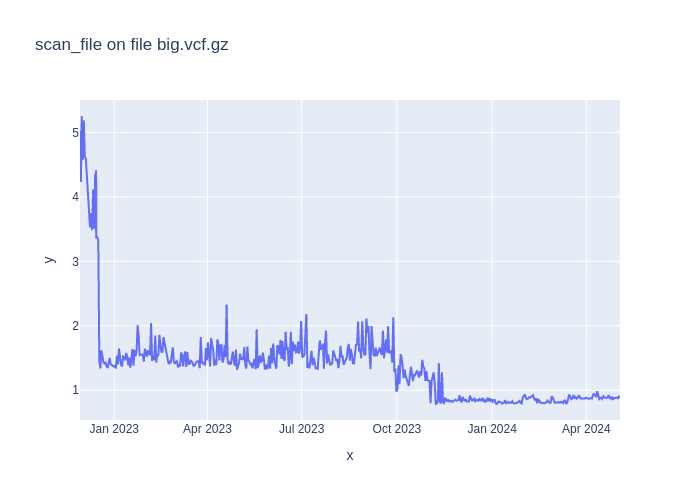 scan_file on file big.vcf.gz
5
4
3
2
1
y
Jan 2023
Apr 2023
Jul 2023
Oct 2023
Jan 2024
Apr 2024
x